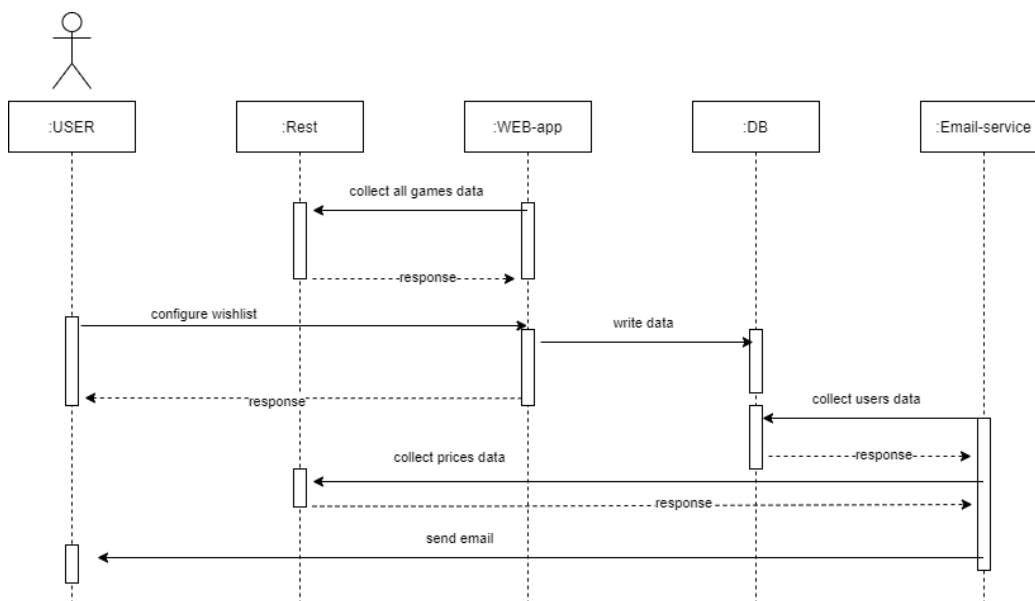 :USER
:Rest
:WEB-app
:DB
:Email-service
collect all games data
response
configure wishlist
write data
response
collect users data
response
collect prices data
response
send email